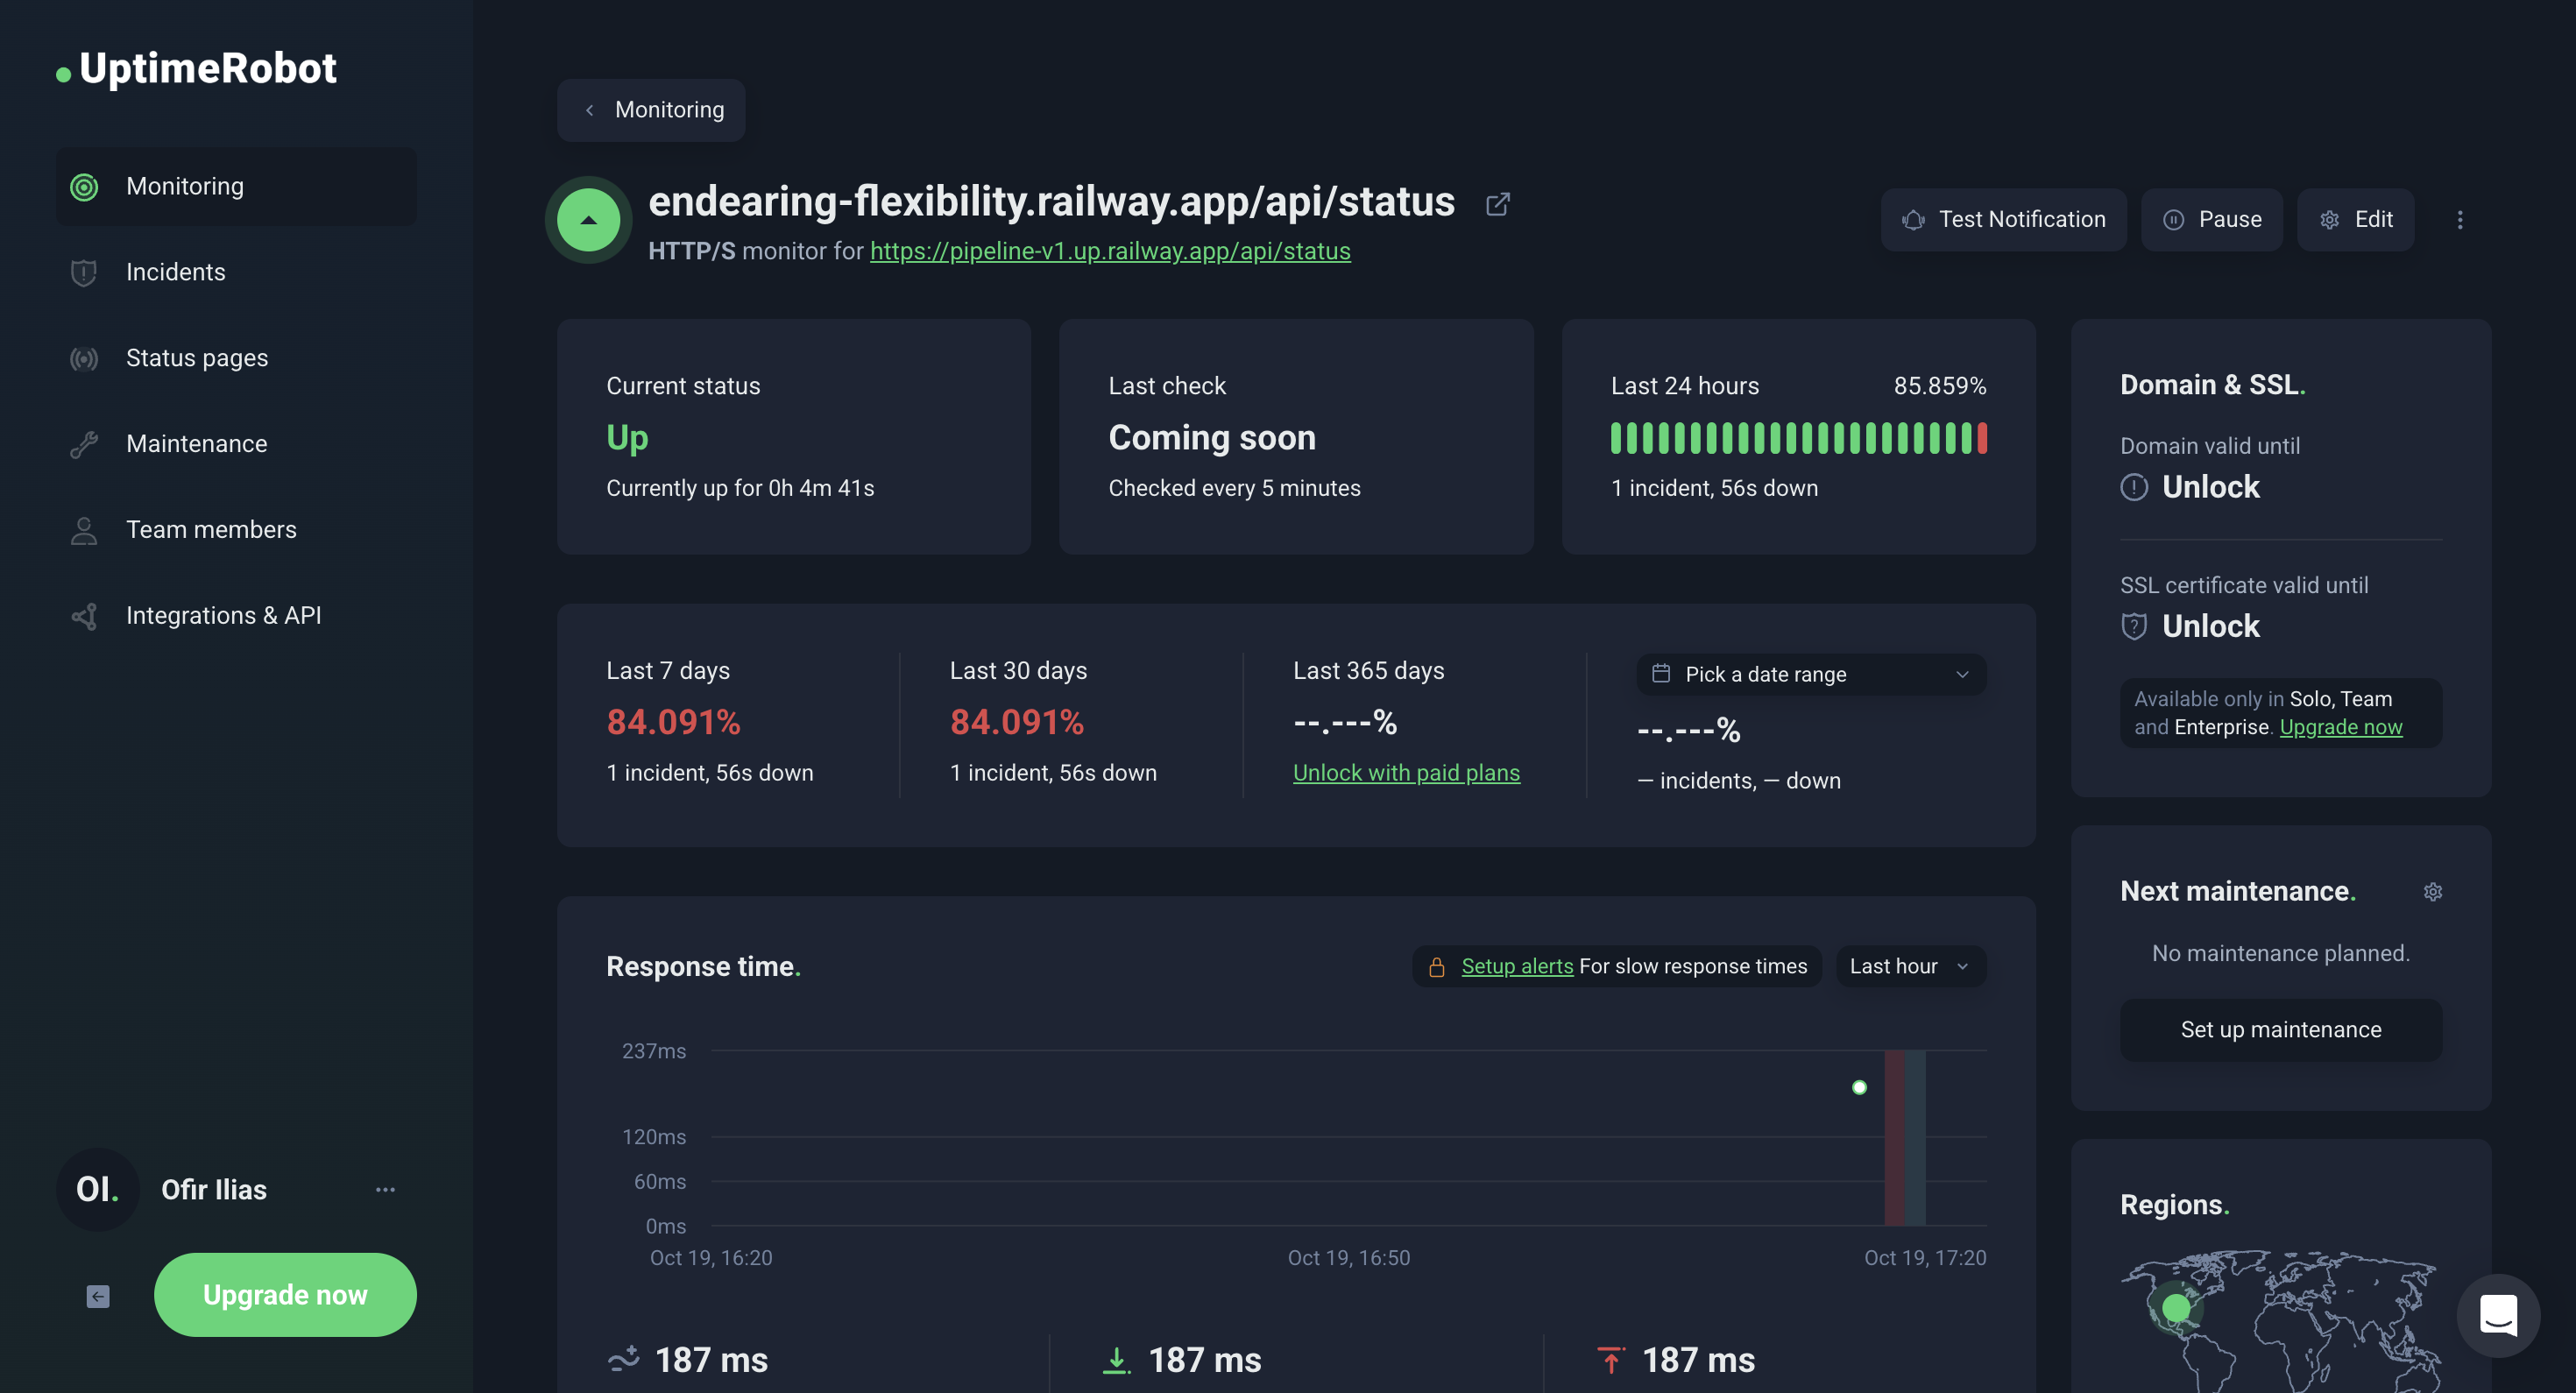 UptimeRobot
Monitoring
Incidents
Status pages
Maintenance
Team members
Integrations & API
OI.
Ofir Ilias
Upgrade now
Monitoring
endearing-flexibility.railway.app/api/status
HTTP/S monitor for https://pipeline-v1.up.railway.app/api/status
Test Notification
Pause
Edit
Current status
Up
Currently up for 0h 4m 41s
Last check
Coming soon
Checked every 5 minutes
Last 24 hours 85.859%
1 incident, 56s down
Last 7 days
84.091%
1 incident, 56s down
Last 30 days
84.091%
1 incident, 56s down
Last 365 days
--.---%
Unlock with paid plans
Pick a date range
--.---%
— incidents, — down
Response time.
Setup alerts For slow response times
Last hour
237ms
120ms
60ms
0ms
Oct 19, 16:20
Oct 19, 16:50
Oct 19, 17:20
187 ms
187 ms
187 ms
Domain & SSL.
Domain valid until
Unlock
SSL certificate valid until
Unlock
Available only in Solo, Team
and Enterprise. Upgrade now
Next maintenance.
No maintenance planned.
Set up maintenance
Regions.